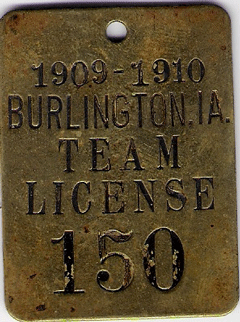 1909-1910
BURLINGTON.IA.
TEAM
LICENSE
150